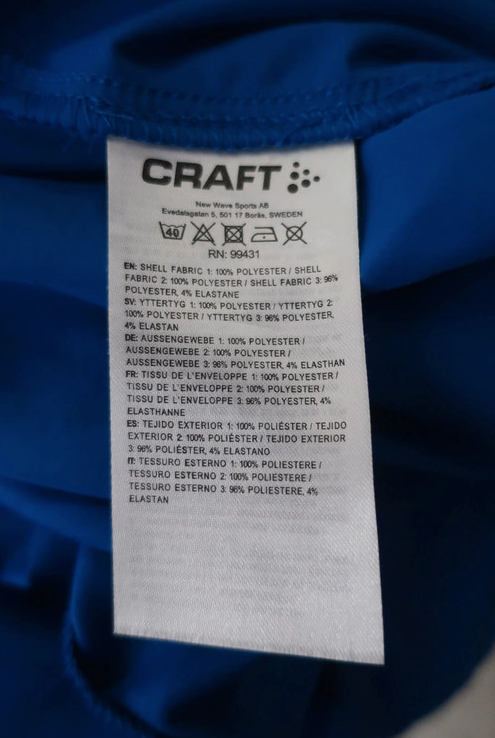 CRAFT
New Wave Sports AB
Evedalsgatan 5, 501 17 Borås, SWEDEN
40
RN: 99431
EN: SHELL FABRIC 1: 100% POLYESTER / SHELL
FABRIC 2: 100% POLYESTER / SHELL FABRIC 3: 96%
POLYESTER, 4% ELASTANE
SV: YTTERTYG 1: 100% POLYESTER / YTTERTYG 2:
100% POLYESTER / YTTERTYG 3: 96% POLYESTER,
4% ELASTAN
DE: AUSSENGEWEBE 1: 100% POLYESTER /
AUSSENGEWEBE 2: 100% POLYESTER /
AUSSENGEWEBE 3: 96% POLYESTER, 4% ELASTHAN
FR: TISSU DE L'ENVELOPPE 1: 100% POLYESTER /
TISSU DE L'ENVELOPPE 2: 100% POLYESTER /
TISSU DE L'ENVELOPPE 3: 96% POLYESTER, 4%
ELASTHANNE
ES: TEJIDO EXTERIOR 1: 100% POLIÉSTER / TEJIDO
EXTERIOR 2: 100% POLIÉSTER / TEJIDO EXTERIOR
3: 96% POLIÉSTER, 4% ELASTANO
IT: TESSURO ESTERNO 1: 100% POLIESTERE /
TESSURO ESTERNO 2: 100% POLIESTERE /
TESSURO ESTERNO 3: 96% POLIESTERE, 4%
ELASTAN